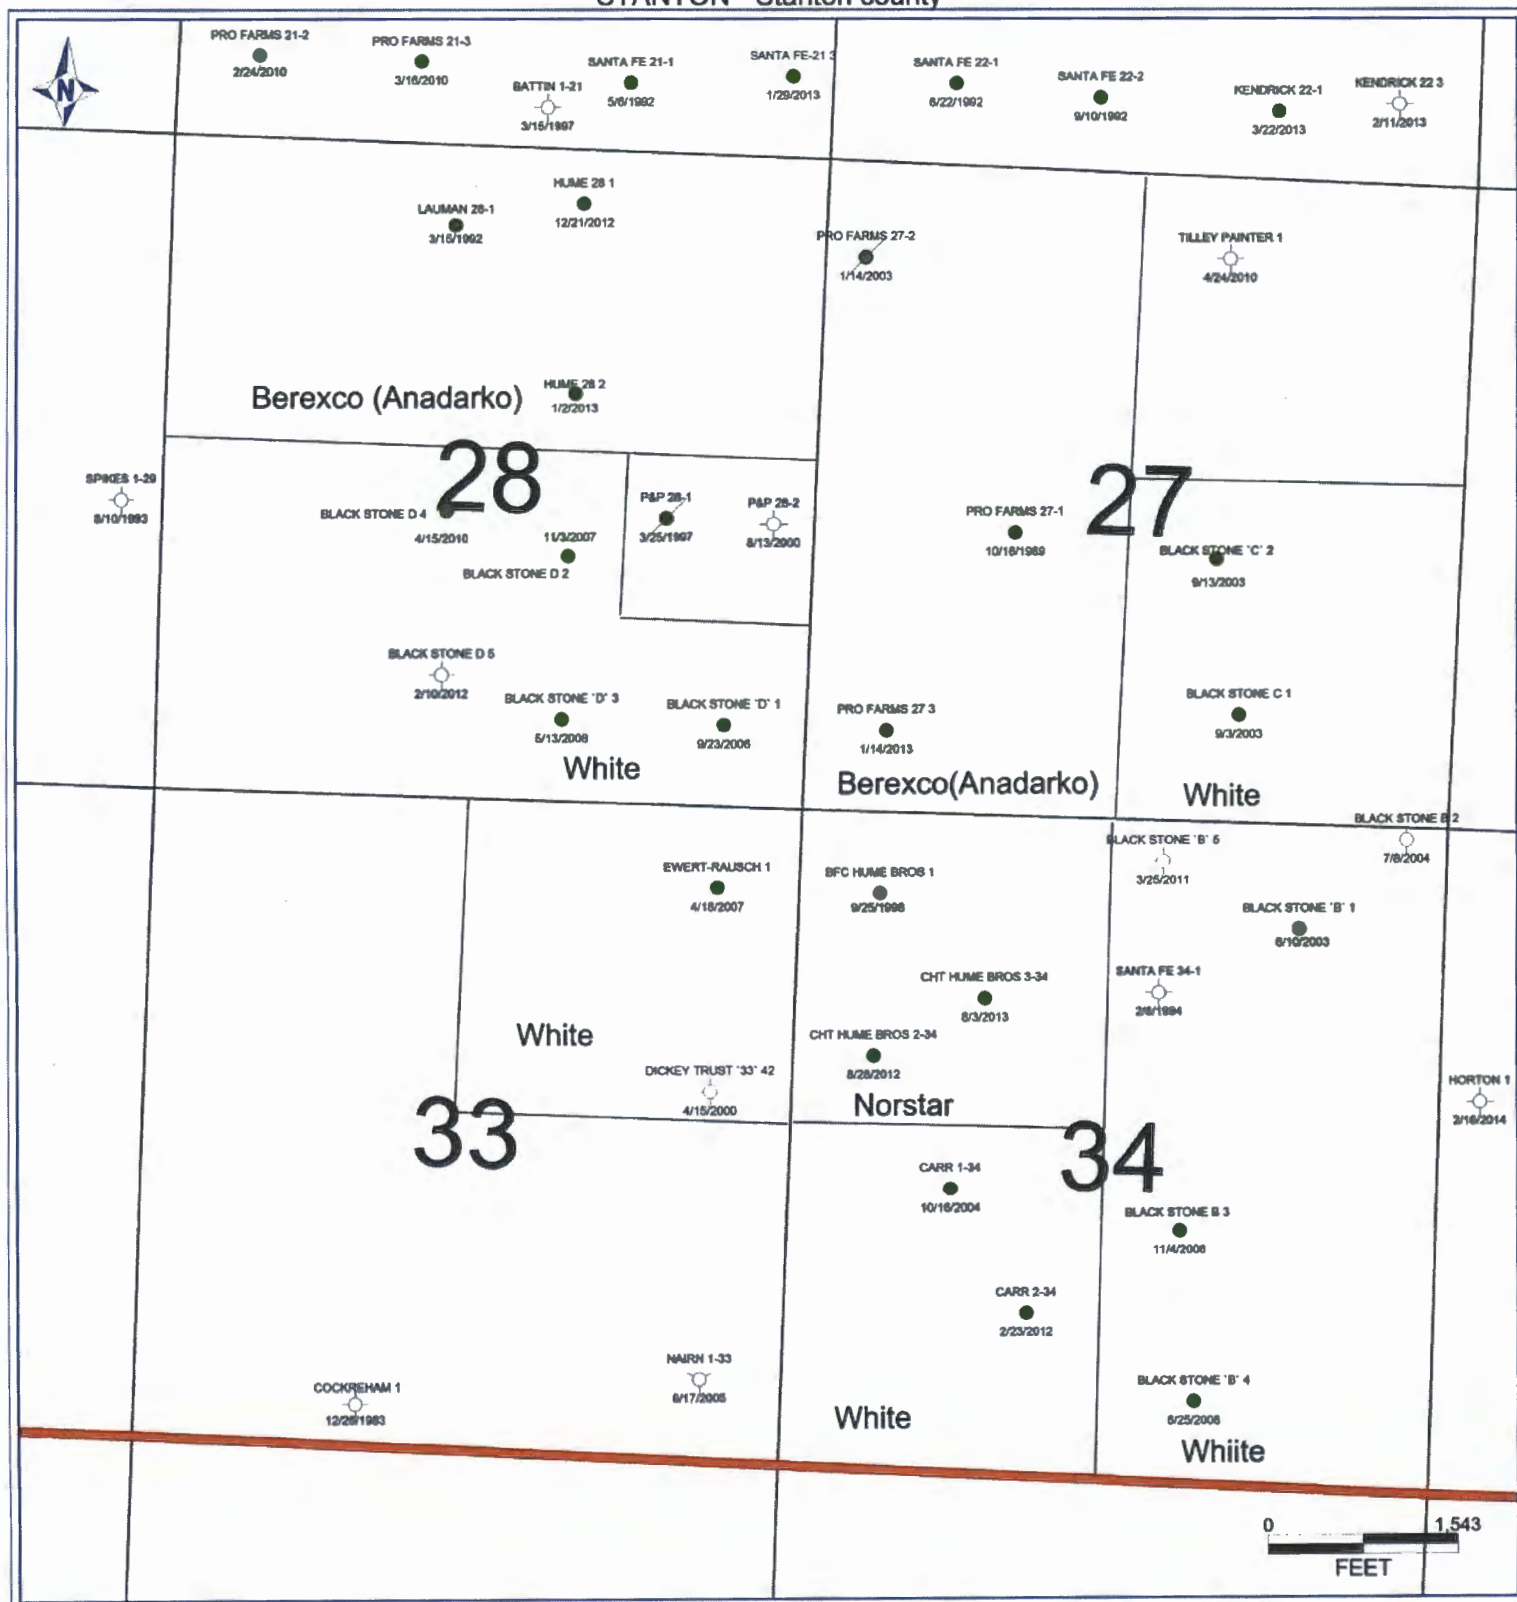 STANTON - Stanton county
N
PRO FARMS 21-2
2/24/2010
PRO FARMS 21-3
3/16/2010
BATTIN 1-21
3/15/1997
SANTA FE 21-1
5/6/1992
SANTA FE-21 3
1/29/2013
SANTA FE 22-1
6/22/1992
SANTA FE 22-2
9/10/1992
KENDRICK 22-1
3/22/2013
KENDRICK 22 3
2/11/2013
HUME 28 1
12/21/2012
LAUMAN 28-1
3/15/1992
PRO FARMS 27-2
1/14/2003
TILLEY PAINTER 1
4/24/2010
Berexco (Anadarko)
HUME 28 2
1/2/2013
28
27
SPIKES 1-29
8/10/1993
BLACK STONE D 4
4/15/2010
11/3/2007
BLACK STONE D 2
P&P 28-1
3/25/1997
P&P 28-2
8/13/2000
PRO FARMS 27-1
10/16/1989
BLACK STONE 'C' 2
9/13/2003
BLACK STONE D 5
2/10/2012
BLACK STONE 'D' 3
5/13/2008
BLACK STONE 'D' 1
9/23/2006
PRO FARMS 27 3
1/14/2013
BLACK STONE C 1
9/3/2003
White
Berexco(Anadarko)
White
BLACK STONE B 2
7/8/2004
BLACK STONE 'B' 5
3/25/2011
EWERT-RAUSCH 1
4/18/2007
BFC HUME BROS 1
9/25/1998
BLACK STONE 'B' 1
6/10/2003
CHT HUME BROS 3-34
8/3/2013
SANTA FE 34-1
2/8/1994
White
CHT HUME BROS 2-34
8/28/2012
DICKEY TRUST '33' 42
4/15/2000
Norstar
HORTON 1
2/16/2014
33
34
CARR 1-34
10/16/2004
BLACK STONE B 3
11/4/2006
CARR 2-34
2/23/2012
NAIRN 1-33
6/17/2005
COCKREHAM 1
12/26/1983
BLACK STONE 'B' 4
6/25/2008
White
Whiite
0 1,543
FEET